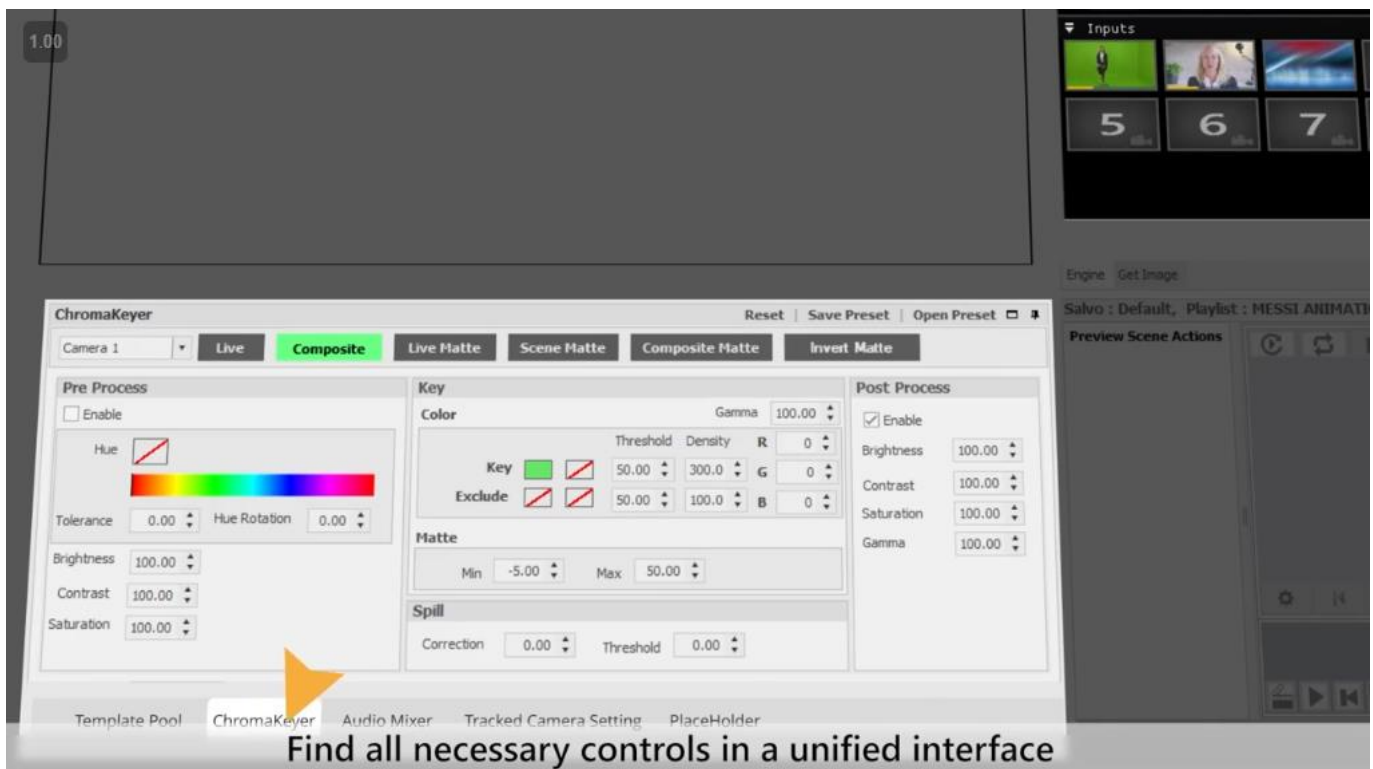 1.00
Inputs
5 6 7
Engine Get Image
Salvo : Default, Playlist : MESSI ANIMATI
Preview Scene Actions
ChromaKeyer Reset | Save Preset | Open Preset
Camera 1 Live Composite Live Matte Scene Matte Composite Matte Invert Matte
Pre Process
Enable
Hue
Tolerance 0.00 Hue Rotation 0.00
Brightness 100.00
Contrast 100.00
Saturation 100.00
Key
Color Gamma 100.00
Threshold Density R 0
Key 50.00 300.0 G 0
Exclude 50.00 100.0 B 0
Matte
Min -5.00 Max 50.00
Spill
Correction 0.00 Threshold 0.00
Post Process
Enable
Brightness 100.00
Contrast 100.00
Saturation 100.00
Gamma 100.00
Template Pool ChromaKeyer Audio Mixer Tracked Camera Setting PlaceHolder
Find all necessary controls in a unified interface